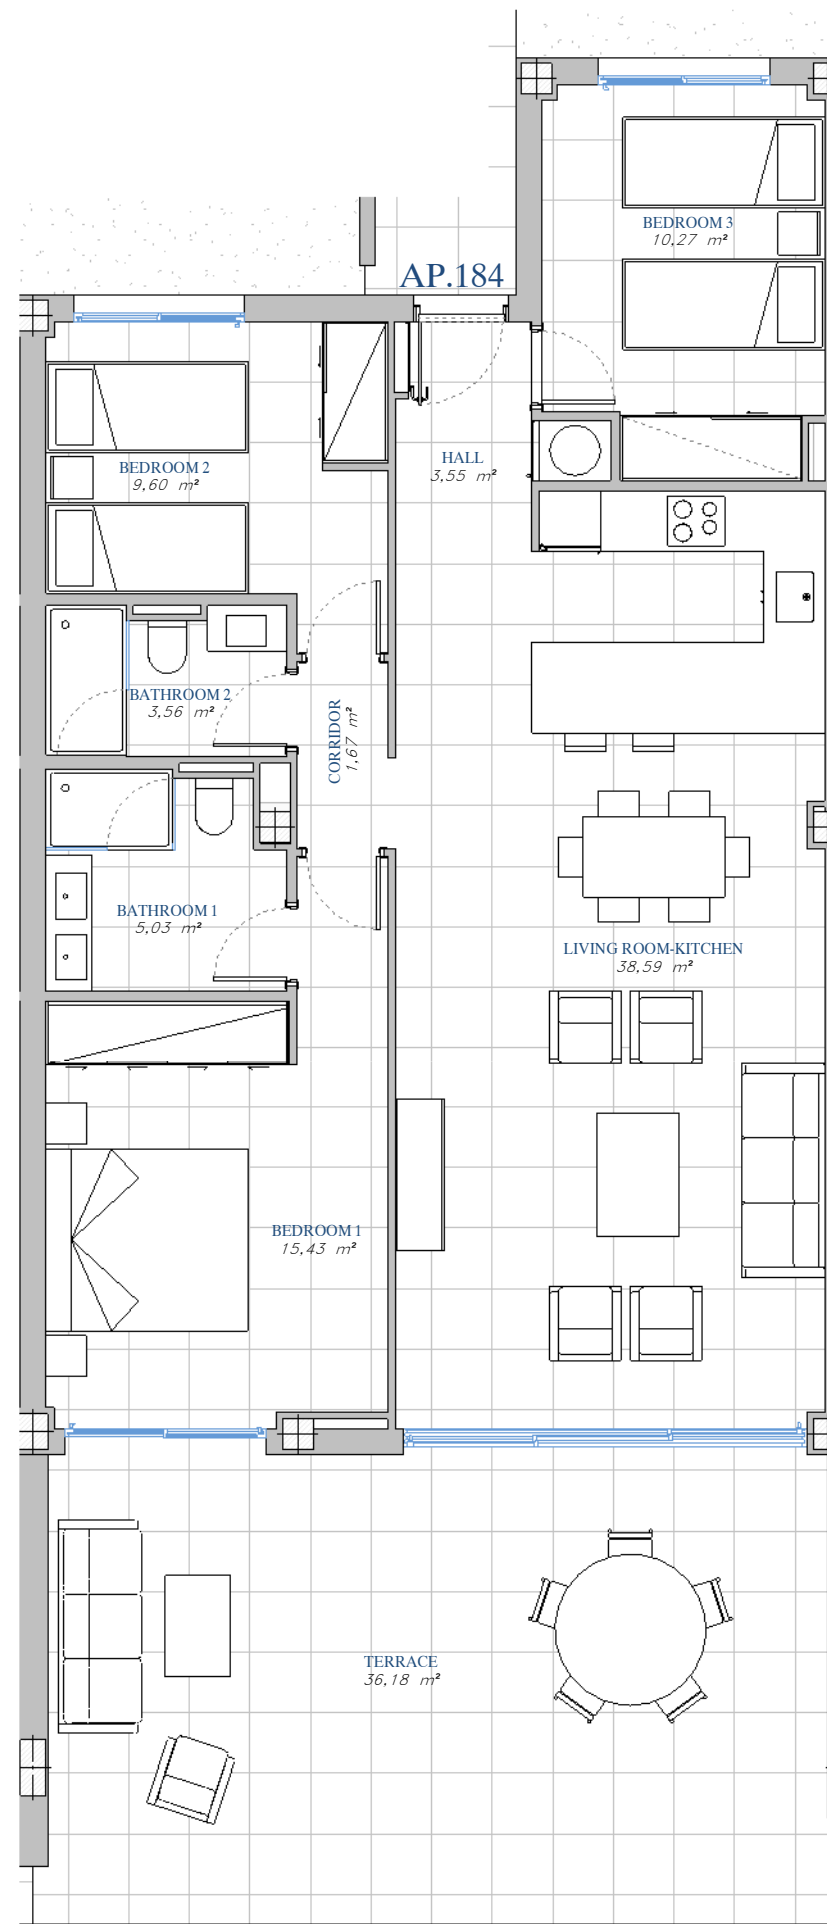 BEDROOM 3
10,27 m²
AP.184
HALL
3,55 m²
BEDROOM 2
9,60 m²
BATHROOM 2
3,56 m²
CORRIDOR
1,67 m²
BATHROOM 1
5,03 m²
LIVING ROOM-KITCHEN
38,59 m²
BEDROOM 1
15,43 m²
TERRACE
36,18 m²